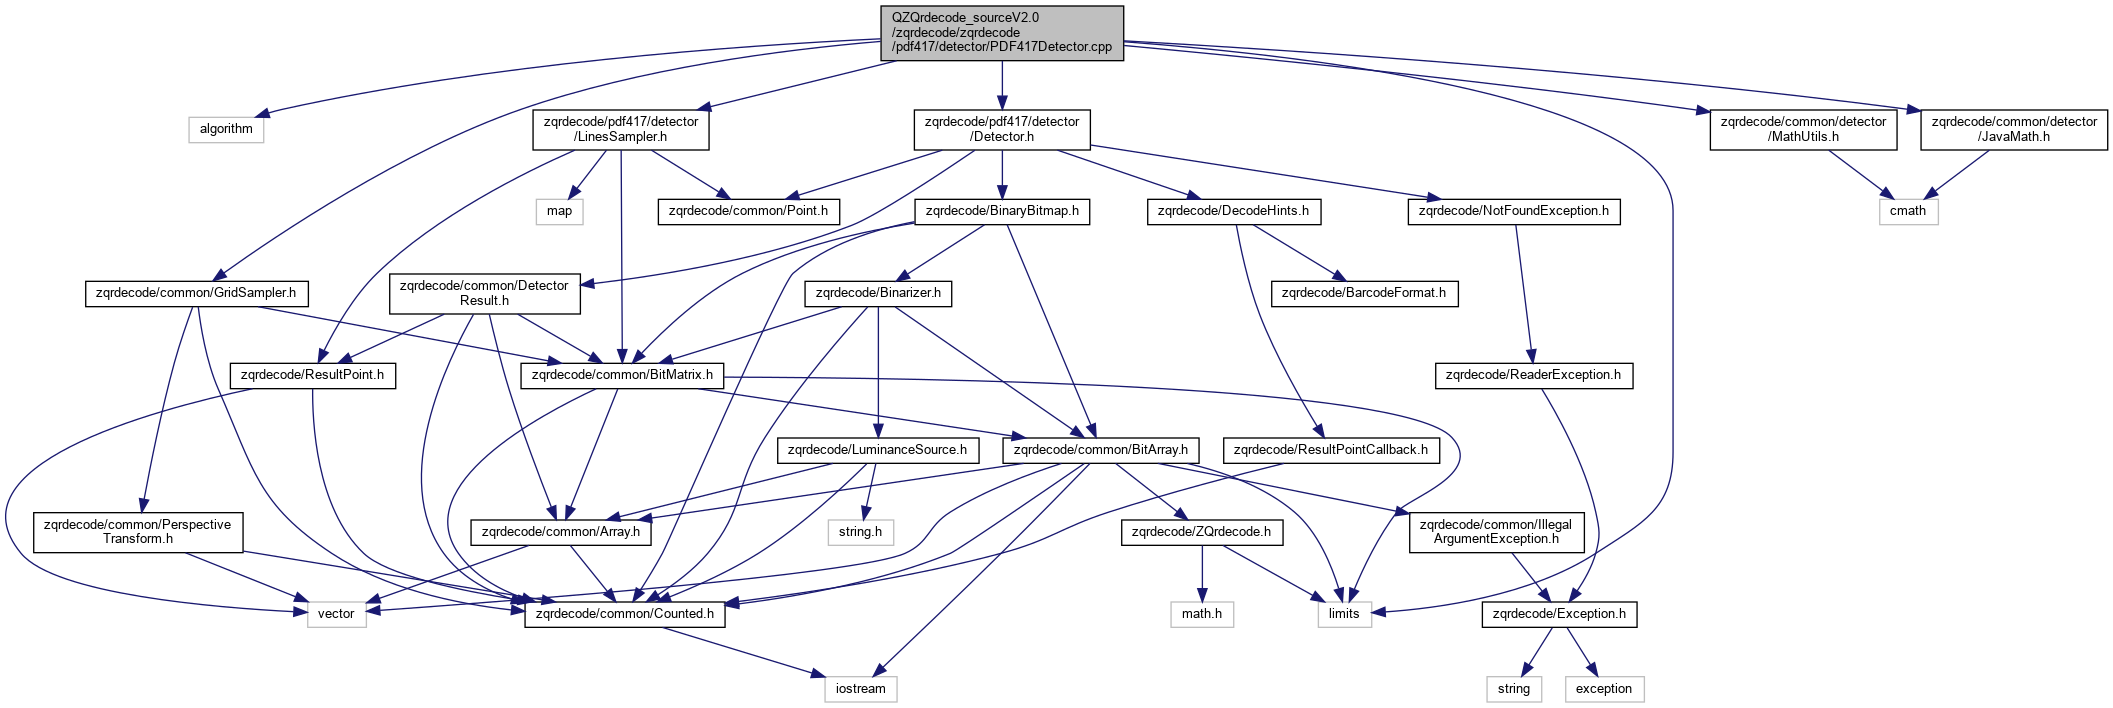 QZQrdecode_sourceV2.0
/zqrdecode/zqrdecode
/pdf417/detector/PDF417Detector.cpp
algorithm
zqrdecode/pdf417/detector
/LinesSampler.h
zqrdecode/pdf417/detector
/Detector.h
zqrdecode/common/detector
/MathUtils.h
zqrdecode/common/detector
/JavaMath.h
map
zqrdecode/common/Point.h
zqrdecode/BinaryBitmap.h
zqrdecode/DecodeHints.h
zqrdecode/NotFoundException.h
cmath
zqrdecode/common/GridSampler.h
zqrdecode/common/Detector
Result.h
zqrdecode/Binarizer.h
zqrdecode/BarcodeFormat.h
zqrdecode/ResultPoint.h
zqrdecode/common/BitMatrix.h
zqrdecode/ReaderException.h
zqrdecode/LuminanceSource.h
zqrdecode/common/BitArray.h
zqrdecode/ResultPointCallback.h
zqrdecode/common/Perspective
Transform.h
zqrdecode/common/Array.h
string.h
zqrdecode/ZQrdecode.h
zqrdecode/common/Illegal
ArgumentException.h
vector
zqrdecode/common/Counted.h
math.h
limits
zqrdecode/Exception.h
iostream
string
exception